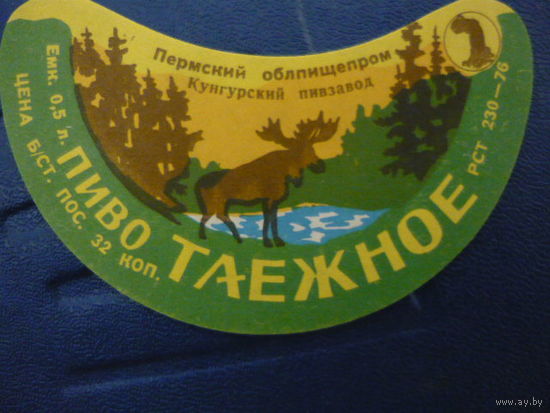 Пермский облпищепром
Кунгурский пивзавод
Емк. 0,5 л.
ЦЕНА Б/СТ. ПОС. 32 КОП.
ПИВО ТАЕЖНОЕ
РСТ 230—76
www.ay.by